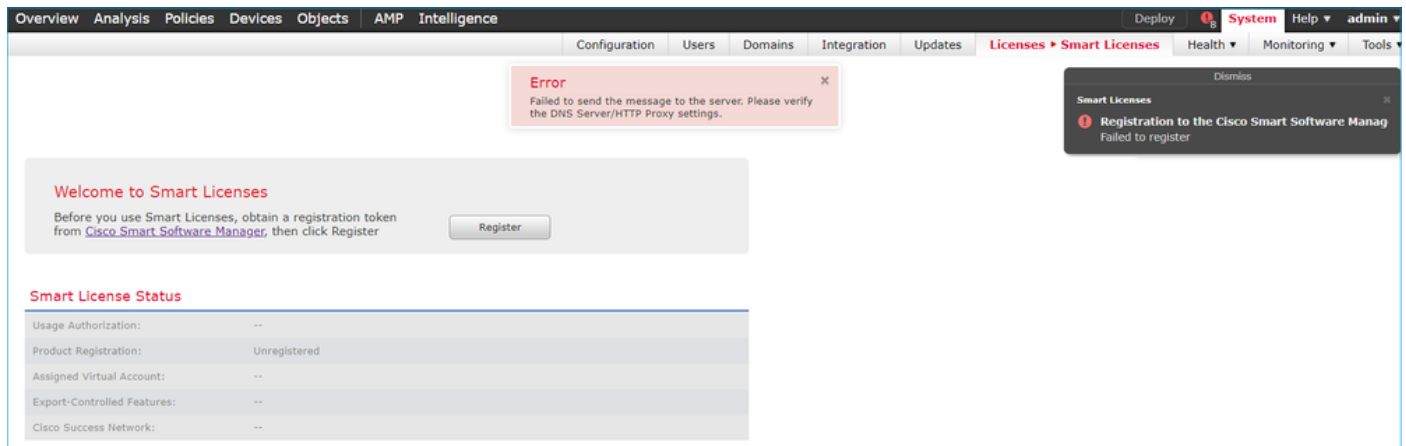 Overview Analysis Policies Devices Objects AMP Intelligence Deploy System Help ▾ admin ▾
Configuration Users Domains Integration Updates Licenses ▸ Smart Licenses Health ▾ Monitoring ▾ Tools ▾
Error
Failed to send the message to the server. Please verify
the DNS Server/HTTP Proxy settings.
Dismiss
Smart Licenses
Registration to the Cisco Smart Software Manag
Failed to register
Welcome to Smart Licenses
Before you use Smart Licenses, obtain a registration token
from Cisco Smart Software Manager, then click Register
Register
Smart License Status
Usage Authorization: --
Product Registration: Unregistered
Assigned Virtual Account: --
Export-Controlled Features: --
Cisco Success Network: --